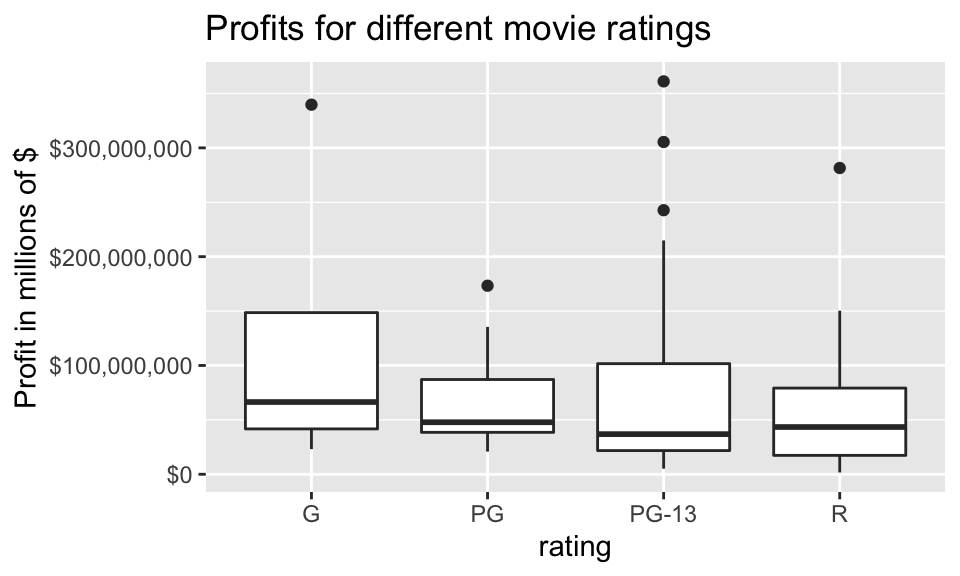 Profits for different movie ratings
Profit in millions of $
$300,000,000
$200,000,000
$100,000,000
$0
G PG PG-13 R
rating